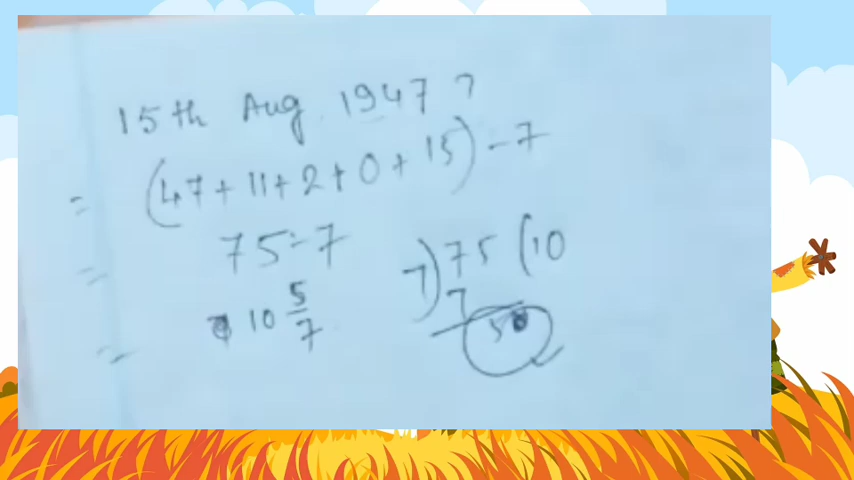 15th Aug 1947 ?
= (47+11+2+0+15) ÷ 7
= 75÷7
7)75(10
7
= 10 5/7
5